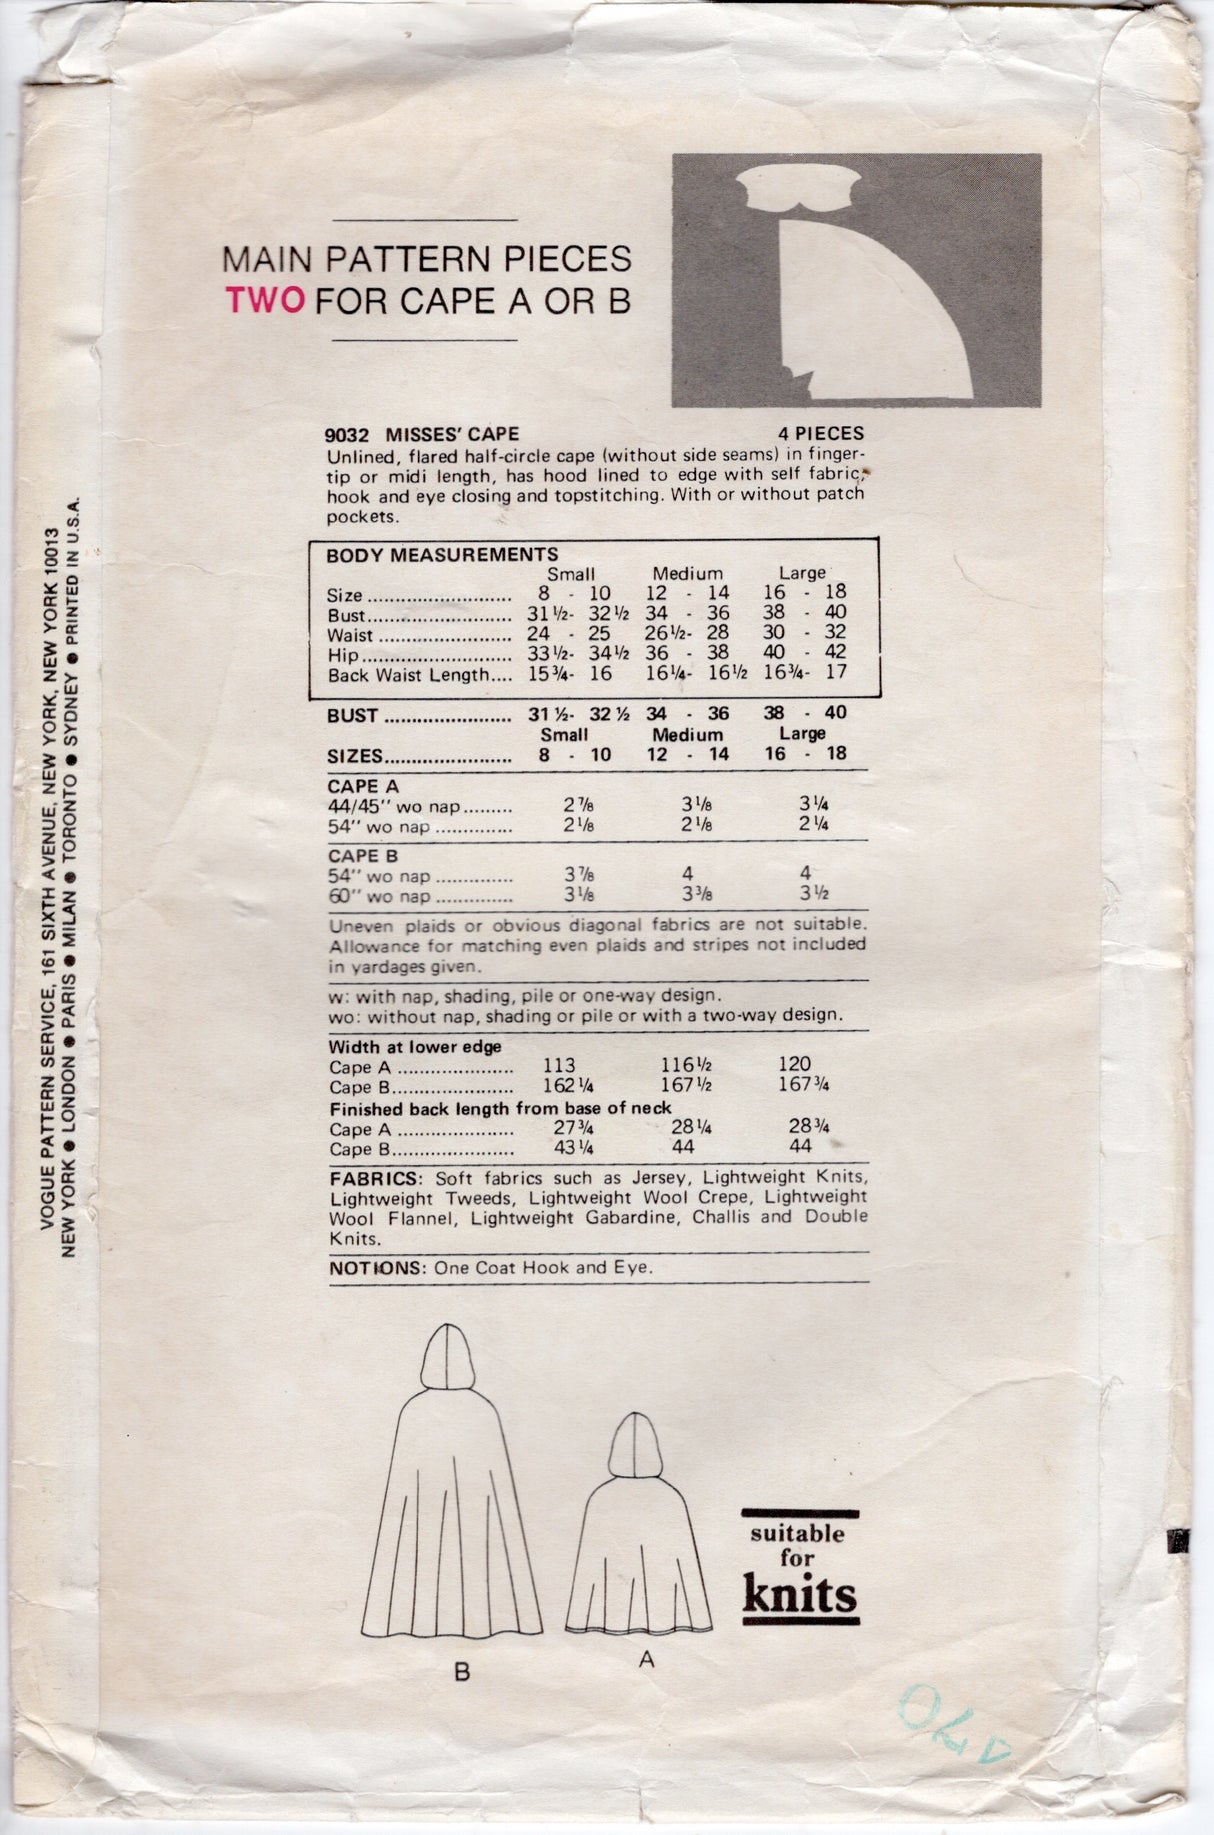 MAIN PATTERN PIECES
TWO FOR CAPE A OR B
9032 MISSES' CAPE 4 PIECES
Unlined, flared half-circle cape (without side seams) in finger-
tip or midi length, has hood lined to edge with self fabric,
hook and eye closing and topstitching. With or without patch
pockets.
BODY MEASUREMENTS
Small Medium Large
Size .......................... 8 - 10 12 - 14 16 - 18
Bust.......................... 31½- 32½ 34 - 36 38 - 40
Waist ........................ 24 - 25 26½- 28 30 - 32
Hip ........................... 33½- 34½ 36 - 38 40 - 42
Back Waist Length.... 15¾- 16 16¼- 16½ 16¾- 17
BUST ....................... 31½- 32½ 34 - 36 38 - 40
Small Medium Large
SIZES....................... 8 - 10 12 - 14 16 - 18
CAPE A
44/45" wo nap ......... 2⅞ 3⅛ 3¼
54" wo nap .............. 2⅛ 2⅛ 2¼
CAPE B
54" wo nap .............. 3⅞ 4 4
60" wo nap .............. 3⅛ 3⅜ 3½
Uneven plaids or obvious diagonal fabrics are not suitable.
Allowance for matching even plaids and stripes not included
in yardages given.
w: with nap, shading, pile or one-way design.
wo: without nap, shading or pile or with a two-way design.
Width at lower edge
Cape A ..................... 113 116½ 120
Cape B...................... 162¼ 167½ 167¾
Finished back length from base of neck
Cape A ..................... 27¾ 28¼ 28¾
Cape B...................... 43¼ 44 44
FABRICS: Soft fabrics such as Jersey, Lightweight Knits,
Lightweight Tweeds, Lightweight Wool Crepe, Lightweight
Wool Flannel, Lightweight Gabardine, Challis and Double
Knits.
NOTIONS: One Coat Hook and Eye.
B
A
suitable
for
knits
VOGUE PATTERN SERVICE, 161 SIXTH AVENUE, NEW YORK, NEW YORK 10013
NEW YORK ● LONDON ● PARIS ● MILAN ● TORONTO ● SYDNEY ● PRINTED IN U.S.A.